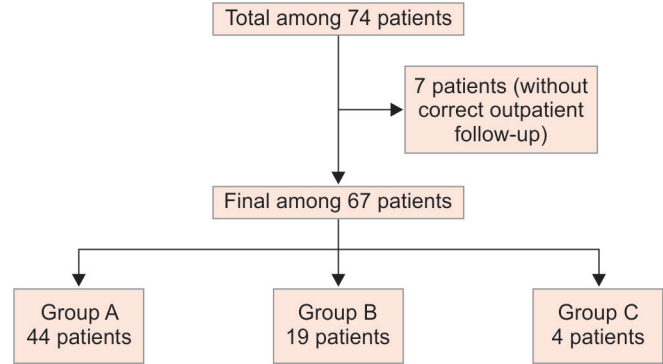 Total among 74 patients
7 patients (without
correct outpatient
follow-up)
Final among 67 patients
Group A
44 patients
Group B
19 patients
Group C
4 patients